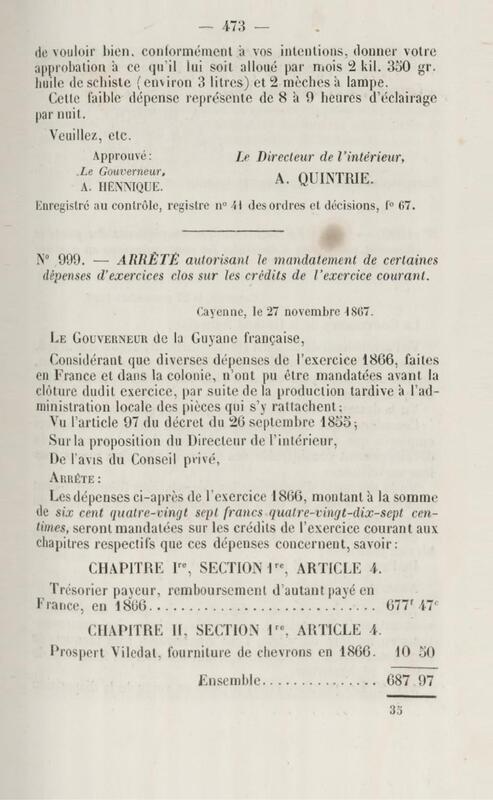 — 473 —
de vouloir bien, conformément à vos intentions, donner votre
approbation à ce qu'il lui soit alloué par mois 2 kil. 350 gr.
huile de schiste (environ 3 litres) et 2 mèches à lampe.
Cette faible dépense représente de 8 à 9 heures d'éclairage
par nuit.
Veuillez, etc.
Approuvé : Le Directeur de l'intérieur,
Le Gouverneur, A. QUINTRIE.
A. HENNIQUE.
Enregistré au contrôle, registre n° 41 des ordres et décisions, f° 67.
N° 999. — ARRÊTÉ autorisant le mandatement de certaines
dépenses d'exercices clos sur les crédits de l'exercice courant.
Cayenne, le 27 novembre 1867.
LE GOUVERNEUR de la Guyane française,
Considérant que diverses dépenses de l'exercice 1866, faites
en France et dans la colonie, n'ont pu être mandatées avant la
clôture dudit exercice, par suite de la production tardive à l'ad-
ministration locale des pièces qui s'y rattachent ;
Vu l'article 97 du décret du 26 septembre 1855 ;
Sur la proposition du Directeur de l'intérieur,
De l'avis du Conseil privé,
ARRÊTE :
Les dépenses ci-après de l'exercice 1866, montant à la somme
de six cent quatre-vingt sept francs quatre-vingt-dix-sept cen-
times, seront mandatées sur les crédits de l'exercice courant aux
chapitres respectifs que ces dépenses concernent, savoir :
CHAPITRE Ier, SECTION 1re, ARTICLE 4.
Trésorier payeur, remboursement d'autant payé en
France, en 1866........................... 677f 47c
CHAPITRE II, SECTION 1re, ARTICLE 4.
Prospert Viledat, fourniture de chevrons en 1866. 10 50
Ensemble.............. 687 97
35